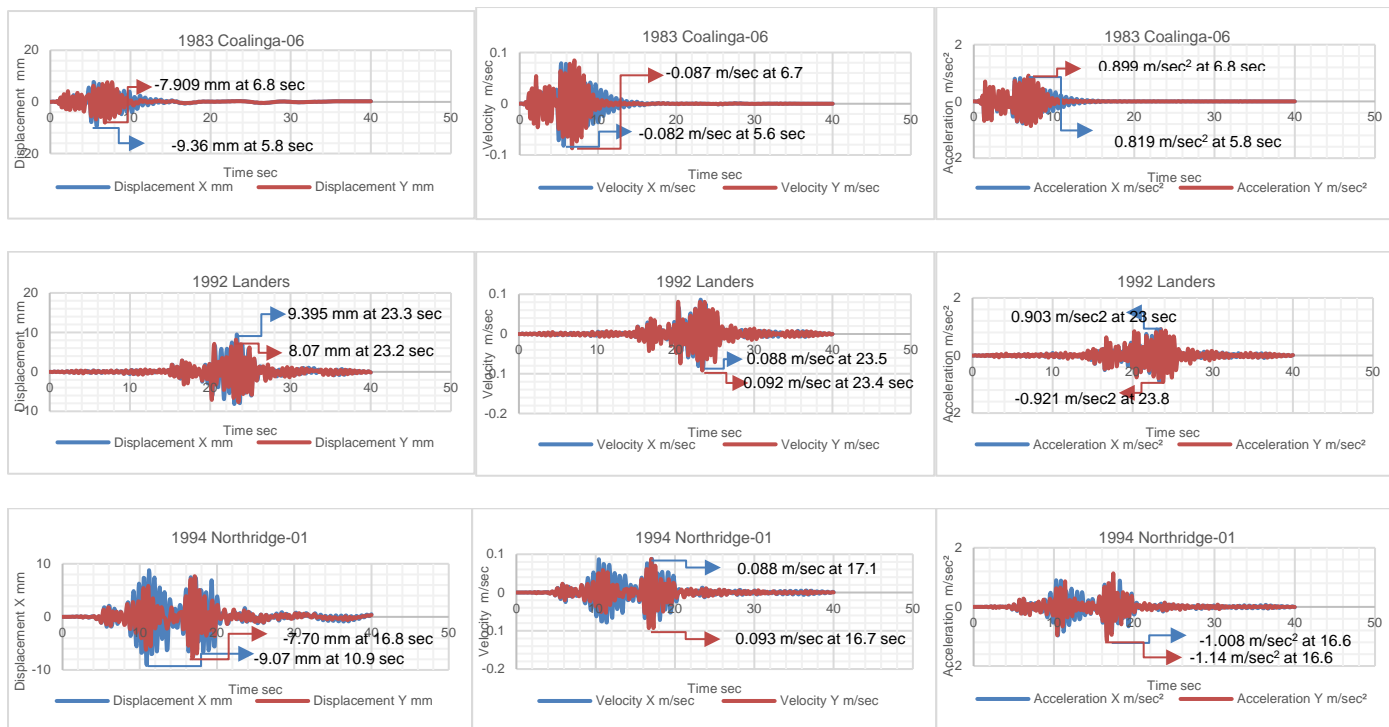 1983 Coalinga-06
20
10
0
10
20
0 10 20 30 40 50
Displacement mm
-7.909 mm at 6.8 sec
-9.36 mm at 5.8 sec
Time sec
Displacement X mm Displacement Y mm
1983 Coalinga-06
0.1
0
-0.1
0 10 20 30 40 50
Velocity m/sec
-0.087 m/sec at 6.7
-0.082 m/sec at 5.6 sec
Time sec
Velocity X m/sec Velocity Y m/sec
1983 Coalinga-06
2
0
-2
0 10 20 30 40 50
Acceleration m/sec²
0.899 m/sec² at 6.8 sec
0.819 m/sec² at 5.8 sec
Time sec
Acceleration X m/sec² Acceleration Y m/sec²
1992 Landers
20
10
0
10
0 10 20 30 40 50
Displacement mm
9.395 mm at 23.3 sec
8.07 mm at 23.2 sec
Time sec
Displacement X mm Displacement Y mm
1992 Landers
0.1
0
-0.1
-0.2
0 10 20 30 40 50
Velocity m/sec
0.088 m/sec at 23.5
0.092 m/sec at 23.4 sec
Time sec
Velocity X m/sec Velocity Y m/sec
1992 Landers
2
0
-2
0 10 20 30 40 50
Acceleration m/sec²
0.903 m/sec2 at 23 sec
-0.921 m/sec2 at 23.8
Time sec
Acceleration X m/sec² Acceleration Y m/sec²
1994 Northridge-01
10
0
-10
0 10 20 30 40 50
Displacement X mm
-7.70 mm at 16.8 sec
-9.07 mm at 10.9 sec
Time sec
Displacement X mm Displacement Y mm
1994 Northridge-01
0.1
0
-0.1
-0.2
0 10 20 30 40 50
Velocity m/sec
0.088 m/sec at 17.1
0.093 m/sec at 16.7 sec
Time sec
Velocity X m/sec Velocity Y m/sec
1994 Northridge-01
2
0
-2
0 10 20 30 40 50
Acceleration m/sec²
-1.008 m/sec² at 16.6
-1.14 m/sec² at 16.6
Time sec
Acceleration X m/sec² Acceleration Y m/sec²